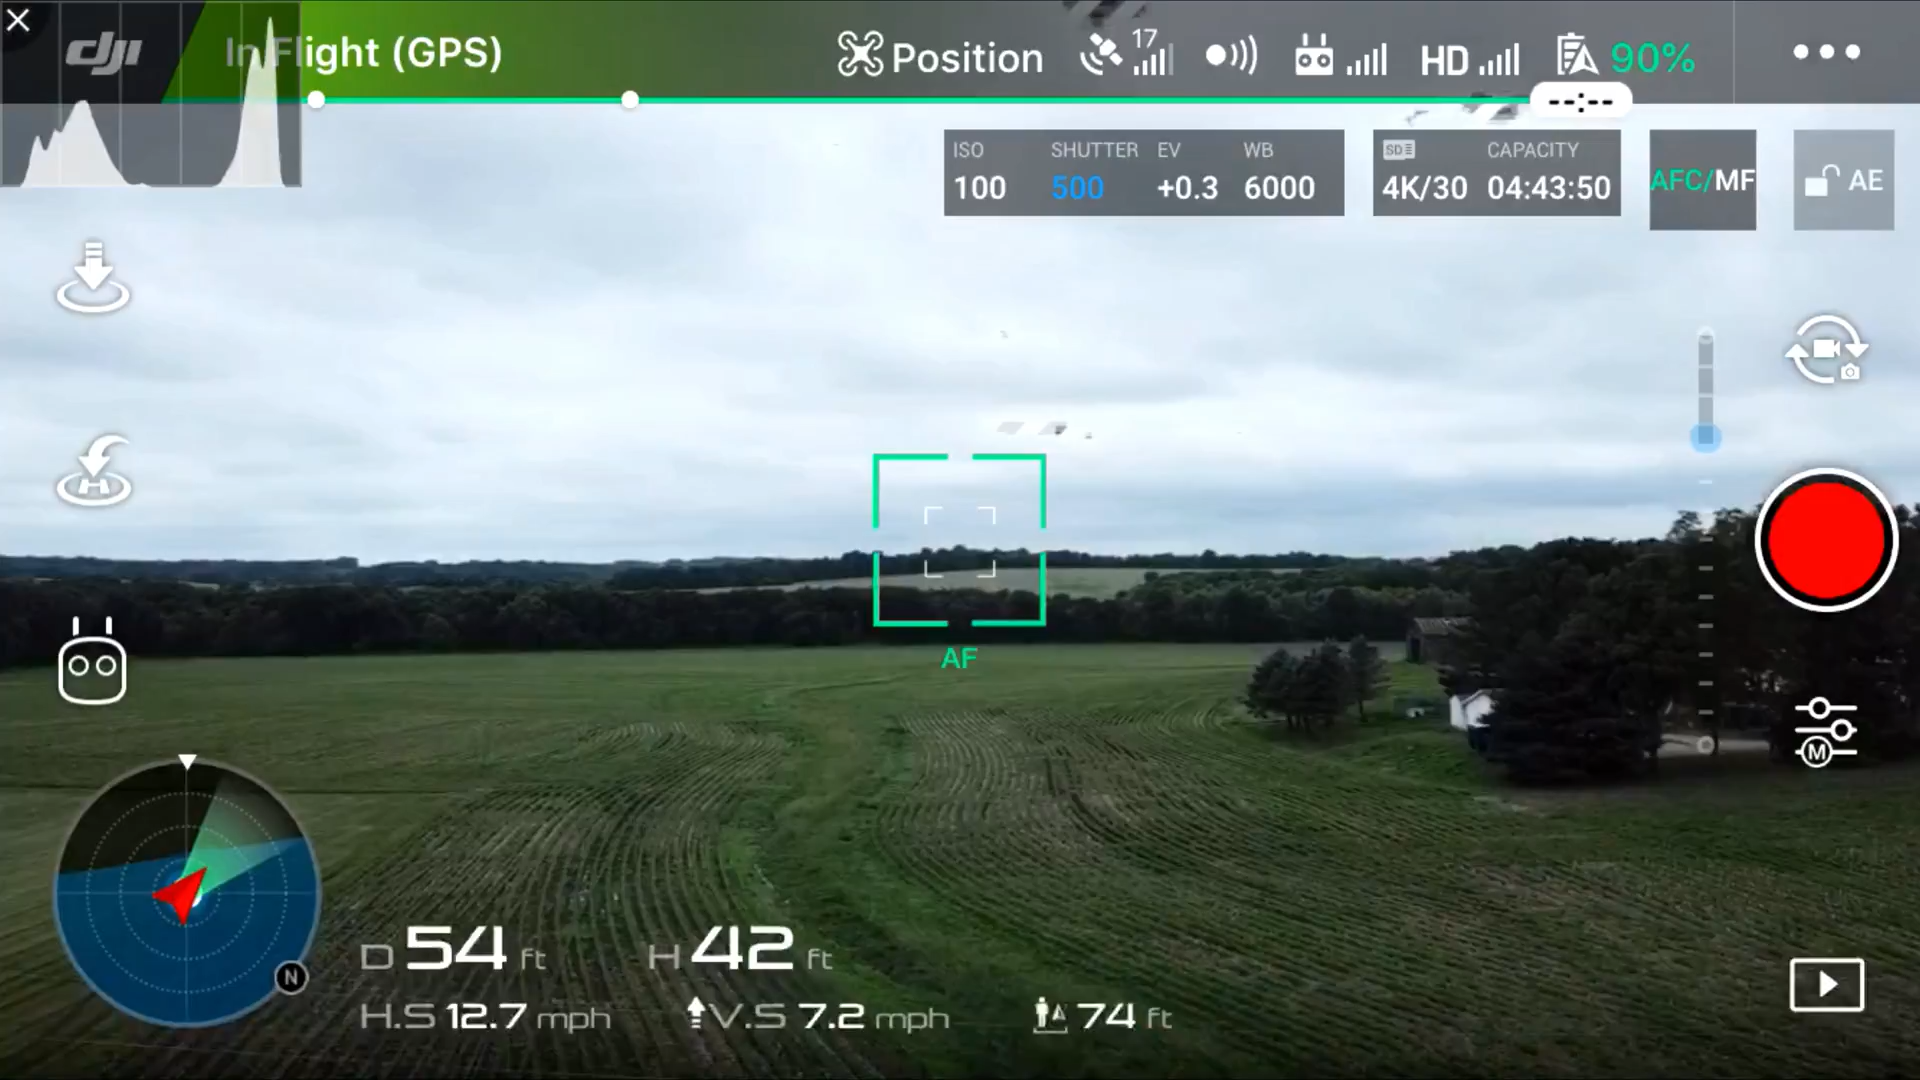 dji
In Flight (GPS)
Position
17
HD
90%
--:--
ISO SHUTTER EV WB
100 500 +0.3 6000
SD CAPACITY
4K/30 04:43:50
AFC/MF
AE
AF
M
N
D 54 ft H 42 ft
H.S 12.7 mph V.S 7.2 mph 74 ft